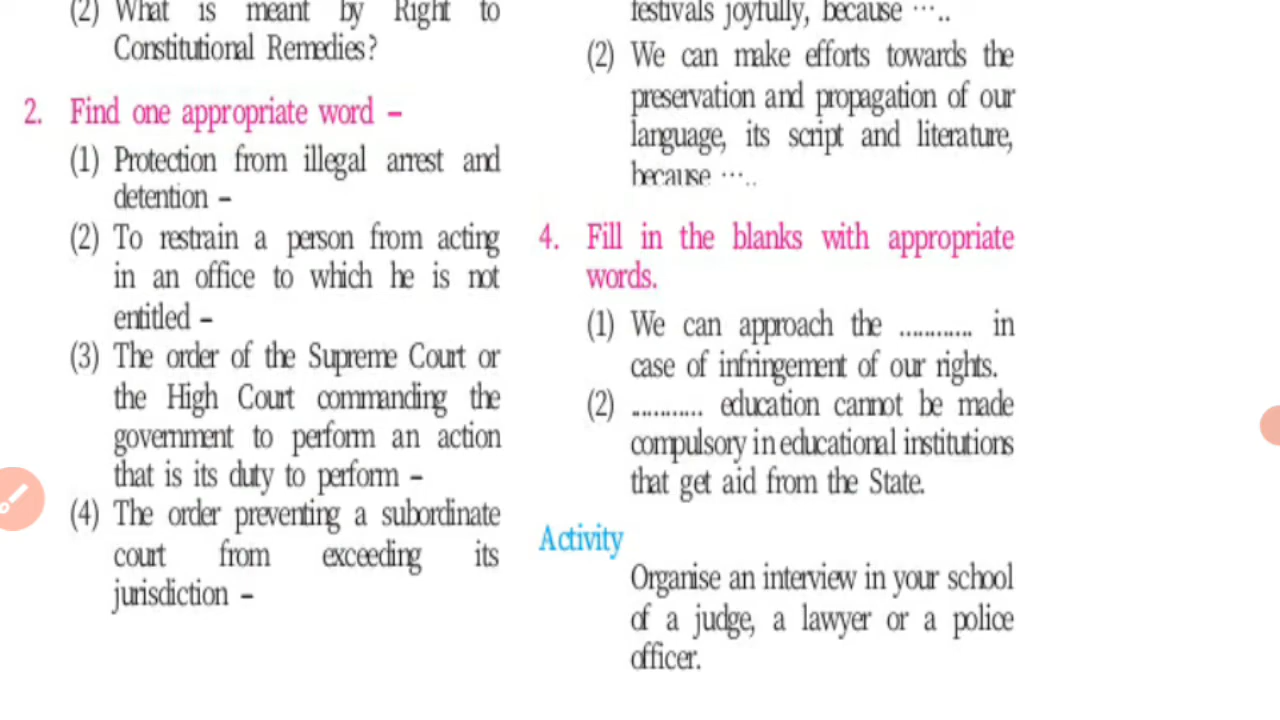 (2) What is meant by Right to
Constitutional Remedies?
2. Find one appropriate word –
(1) Protection from illegal arrest and
detention –
(2) To restrain a person from acting
in an office to which he is not
entitled –
(3) The order of the Supreme Court or
the High Court commanding the
government to perform an action
that is its duty to perform –
(4) The order preventing a subordinate
court from exceeding its
jurisdiction –
festivals joyfully, because .....
(2) We can make efforts towards the
preservation and propagation of our
language, its script and literature,
because .....
4. Fill in the blanks with appropriate
words.
(1) We can approach the ............ in
case of infringement of our rights.
(2) ............ education cannot be made
compulsory in educational institutions
that get aid from the State.
Activity
Organise an interview in your school
of a judge, a lawyer or a police
officer.